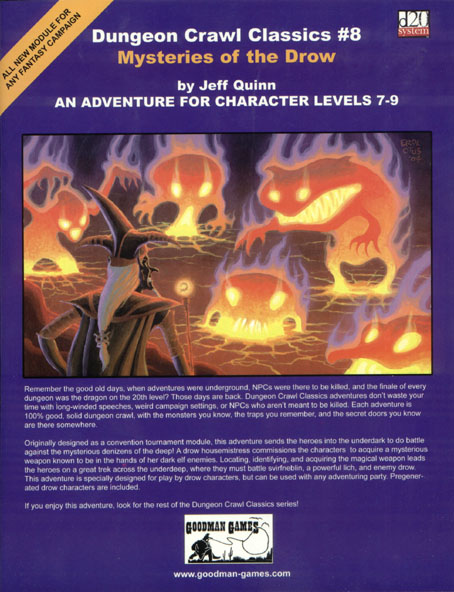 ALL NEW MODULE FOR
ANY FANTASY CAMPAIGN
d20
system
Dungeon Crawl Classics #8
Mysteries of the Drow
by Jeff Quinn
AN ADVENTURE FOR CHARACTER LEVELS 7-9
Remember the good old days, when adventures were underground, NPCs were there to be killed, and the finale of every
dungeon was the dragon on the 20th level? Those days are back. Dungeon Crawl Classics adventures don't waste your
time with long-winded speeches, weird campaign settings, or NPCs who aren't meant to be killed. Each adventure is
100% good, solid dungeon crawl, with the monsters you know, the traps you remember, and the secret doors you know
are there somewhere.
Originally designed as a convention tournament module, this adventure sends the heroes into the underdark to do battle
against the mysterious denizens of the deep! A drow housemistress commissions the characters to acquire a mysterious
weapon known to be in the hands of her dark elf enemies. Locating, identifying, and acquiring the magical weapon leads
the heroes on a great trek across the underdeep, where they must battle svirfneblin, a powerful lich, and enemy drow.
This adventure is specially designed for play by drow characters, but can be used with any adventuring party. Pregener-
ated drow characters are included.
If you enjoy this adventure, look for the rest of the Dungeon Crawl Classics series!
GOODMAN GAMES
www.goodman-games.com